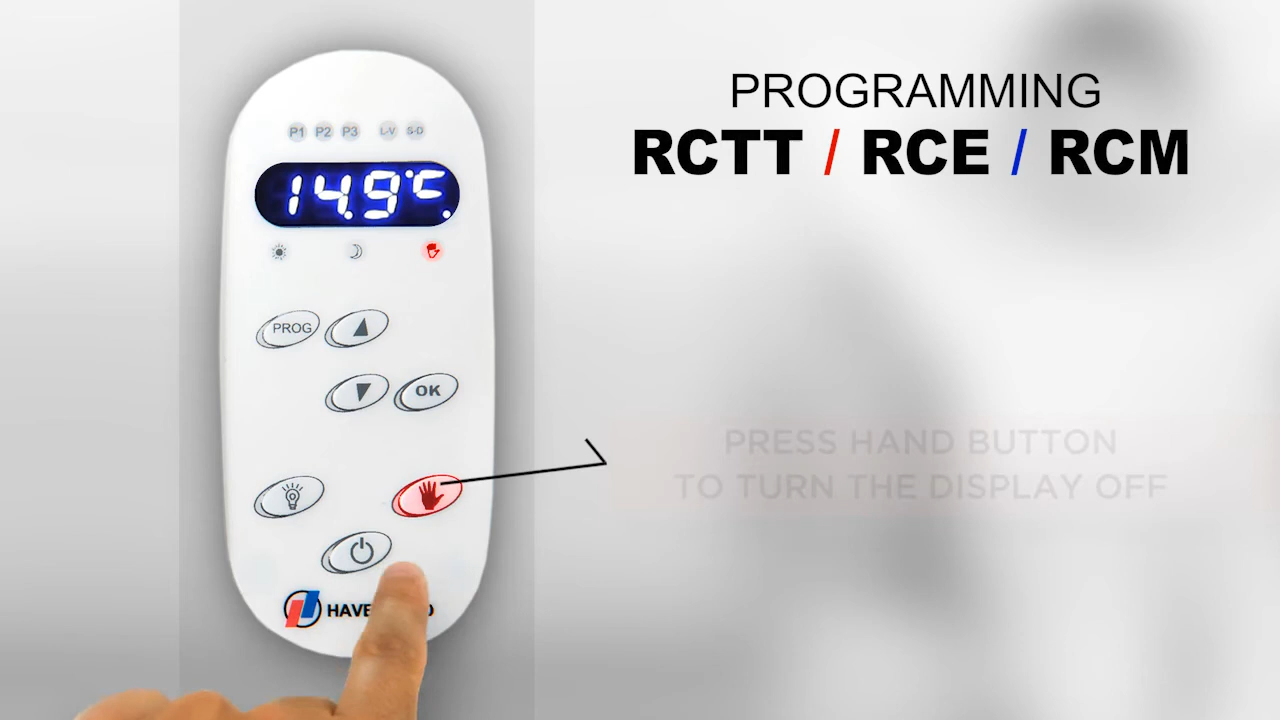 PROGRAMMING
RCTT / RCE / RCM
P1 P2 P3 L-V S-D
14.9°C
PROG
OK
PRESS HAND BUTTON
TO TURN THE DISPLAY OFF